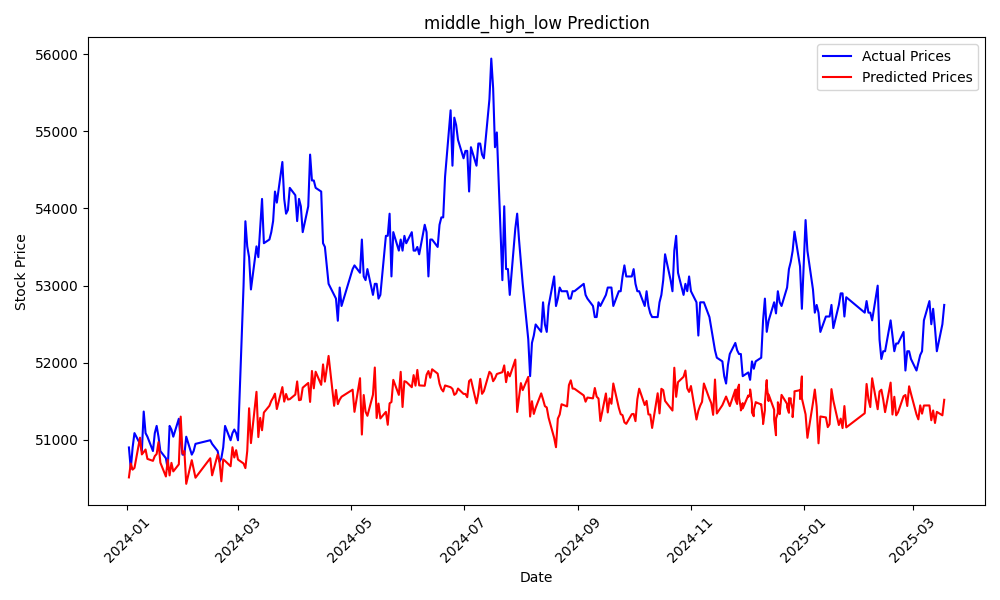 middle_high_low Prediction
Actual Prices
Predicted Prices
Stock Price
56000
55000
54000
53000
52000
51000
2024-01
2024-03
2024-05
2024-07
2024-09
2024-11
2025-01
2025-03
Date